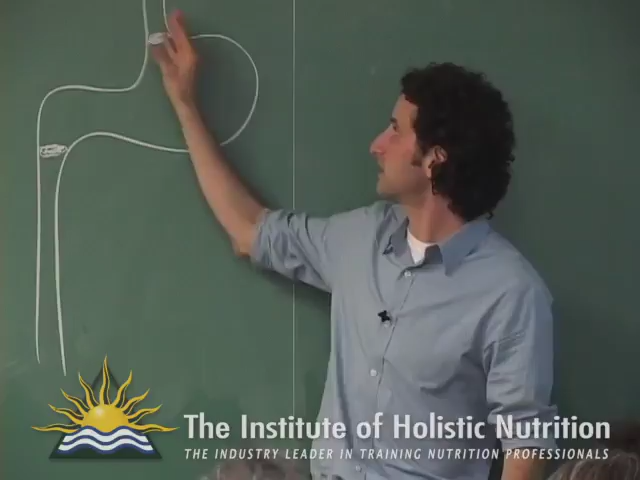 The Institute of Holistic Nutrition
THE INDUSTRY LEADER IN TRAINING NUTRITION PROFESSIONALS